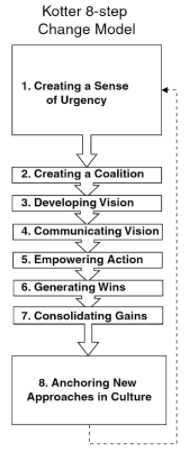 Kotter 8-step
Change Model
1. Creating a Sense
of Urgency
2. Creating a Coalition
3. Developing Vision
4. Communicating Vision
5. Empowering Action
6. Generating Wins
7. Consolidating Gains
8. Anchoring New
Approaches in Culture